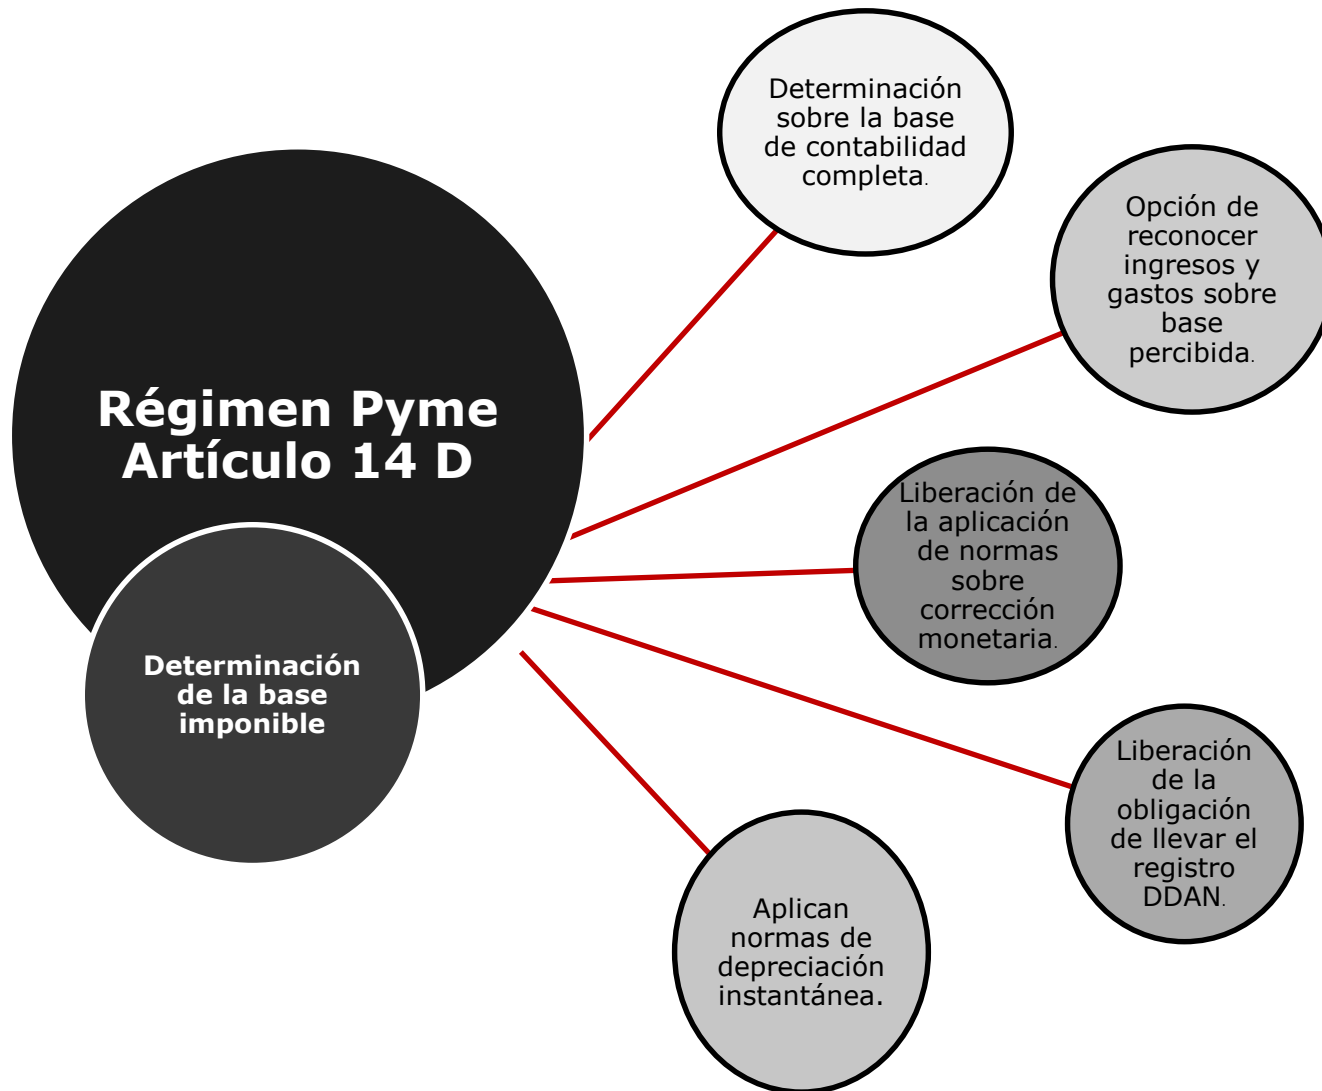 Régimen Pyme
Artículo 14 D
Determinación
de la base
imponible
Determinación
sobre la base
de contabilidad
completa.
Opción de
reconocer
ingresos y
gastos sobre
base
percibida.
Liberación de
la aplicación
de normas
sobre
corrección
monetaria.
Liberación
de la
obligación
de llevar el
registro
DDAN.
Aplican
normas de
depreciación
instantánea.